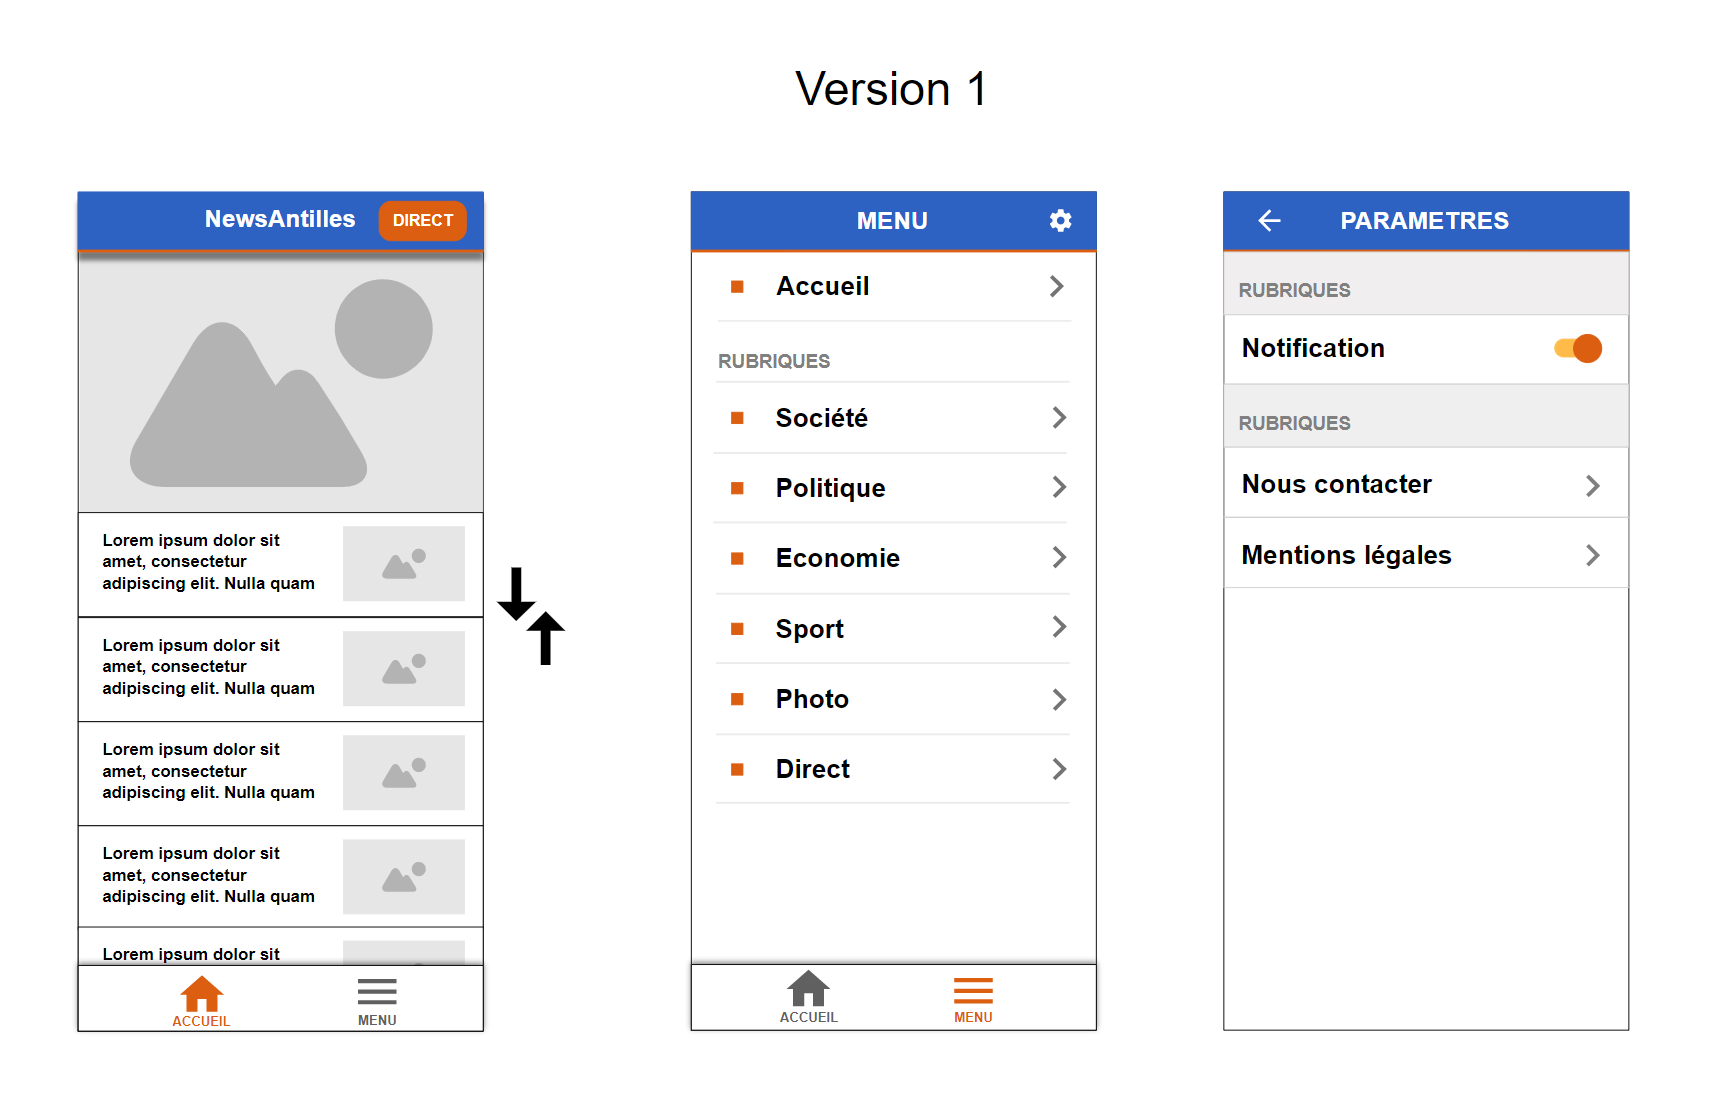 Version 1
NewsAntilles
DIRECT
Lorem ipsum dolor sit
amet, consectetur
adipiscing elit. Nulla quam
Lorem ipsum dolor sit
amet, consectetur
adipiscing elit. Nulla quam
Lorem ipsum dolor sit
amet, consectetur
adipiscing elit. Nulla quam
Lorem ipsum dolor sit
amet, consectetur
adipiscing elit. Nulla quam
Lorem ipsum dolor sit
ACCUEIL
MENU
MENU
Accueil
RUBRIQUES
Société
Politique
Economie
Sport
Photo
Direct
ACCUEIL
MENU
PARAMETRES
RUBRIQUES
Notification
RUBRIQUES
Nous contacter
Mentions légales